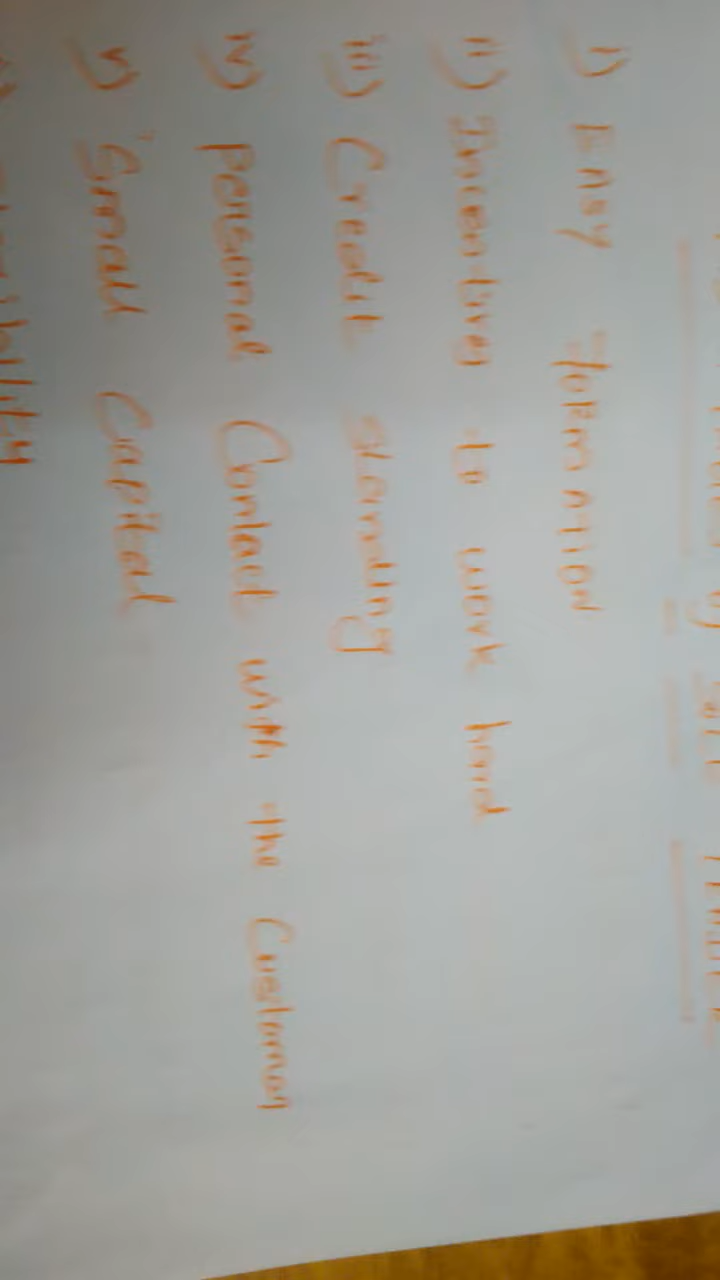 i) Easy formation
ii) Incentives to work hard
iii) Credit standing
iv) Personal Contact with the Customer
v) Small Capital